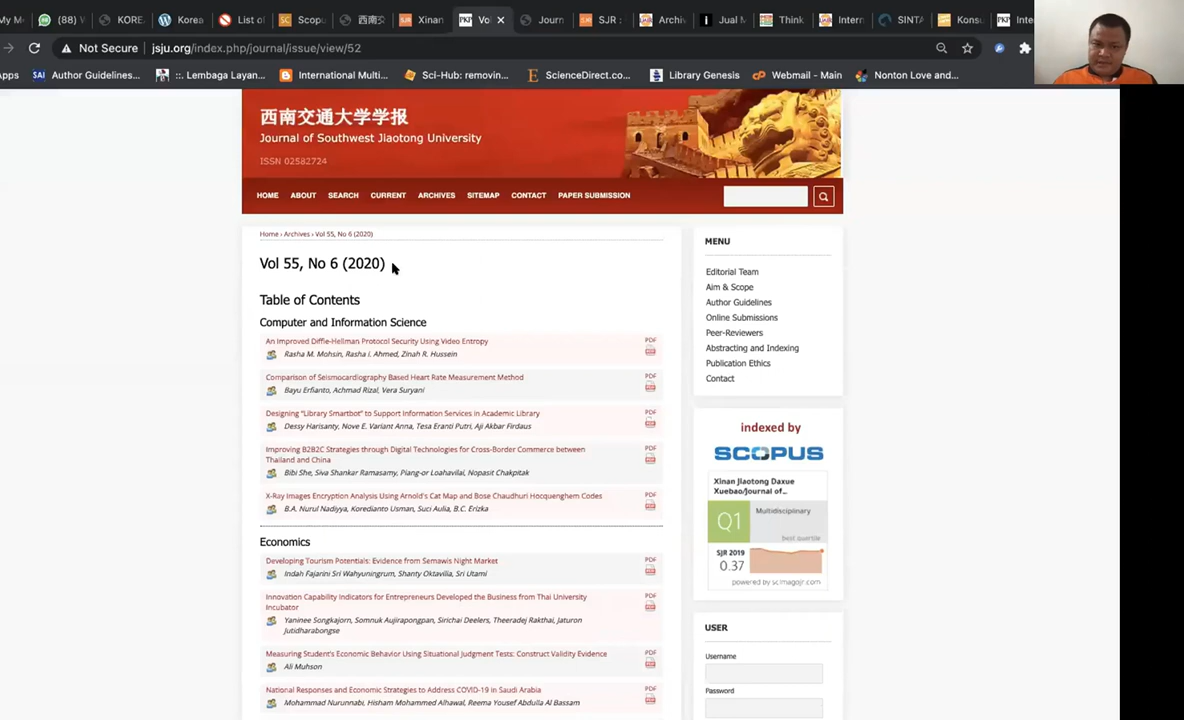 My M
(88) W
KORE
Korea
List o
Scopu
西南交
Xinan
Vo
Journ
SJR :
Archiv
Jual M
Think
Intern
SINTA
Konsu
Inte
Not Secure
jsju.org/index.php/journal/issue/view/52
Apps
Author Guidelines...
::. Lembaga Layan...
International Multi...
Sci-Hub: removin...
ScienceDirect.co...
Library Genesis
Webmail - Main
Nonton Love and...
西南交通大学学报
Journal of Southwest Jiaotong University
ISSN 02582724
HOME ABOUT SEARCH CURRENT ARCHIVES SITEMAP CONTACT PAPER SUBMISSION
Home › Archives › Vol 55, No 6 (2020)
Vol 55, No 6 (2020)
Table of Contents
Computer and Information Science
An Improved Diffie-Hellman Protocol Security Using Video Entropy
PDF
Rasha M. Mohsin, Rasha i. Ahmed, Zinah R. Hussein
Comparison of Seismocardiography Based Heart Rate Measurement Method
PDF
Bayu Erfianto, Achmad Rizal, Vera Suryani
Designing "Library Smartbot" to Support Information Services in Academic Library
PDF
Dessy Harisanty, Nove E. Variant Anna, Tesa Eranti Putri, Aji Akbar Firdaus
Improving B2B2C Strategies through Digital Technologies for Cross-Border Commerce between
Thailand and China
PDF
Bibi She, Siva Shankar Ramasamy, Piang-or Loahavilai, Nopasit Chakpitak
X-Ray Images Encryption Analysis Using Arnold's Cat Map and Bose Chaudhuri Hocquenghem Codes
PDF
B.A. Nurul Nadiyya, Koredianto Usman, Suci Aulia, B.C. Erizka
Economics
Developing Tourism Potentials: Evidence from Semawis Night Market
PDF
Indah Fajarini Sri Wahyuningrum, Shanty Oktavilia, Sri Utami
Innovation Capability Indicators for Entrepreneurs Developed the Business from Thai University
Incubator
PDF
Yaninee Songkajorn, Somnuk Aujirapongpan, Sirichai Deelers, Theeradej Rakthai, Jaturon
Jutidharabongse
Measuring Student's Economic Behavior Using Situational Judgment Tests: Construct Validity Evidence
PDF
Ali Muhson
National Responses and Economic Strategies to Address COVID-19 in Saudi Arabia
PDF
Mohammad Nurunnabi, Hisham Mohammed Alhawal, Reema Yousef Abdulla Al Bassam
MENU
Editorial Team
Aim & Scope
Author Guidelines
Online Submissions
Peer-Reviewers
Abstracting and Indexing
Publication Ethics
Contact
indexed by
SCOPUS
Xinan Jiaotong Daxue
Xuebao/Journal of...
Q1
Multidisciplinary
best quartile
SJR 2019
0.37
powered by scimagojr.com
USER
Username
Password